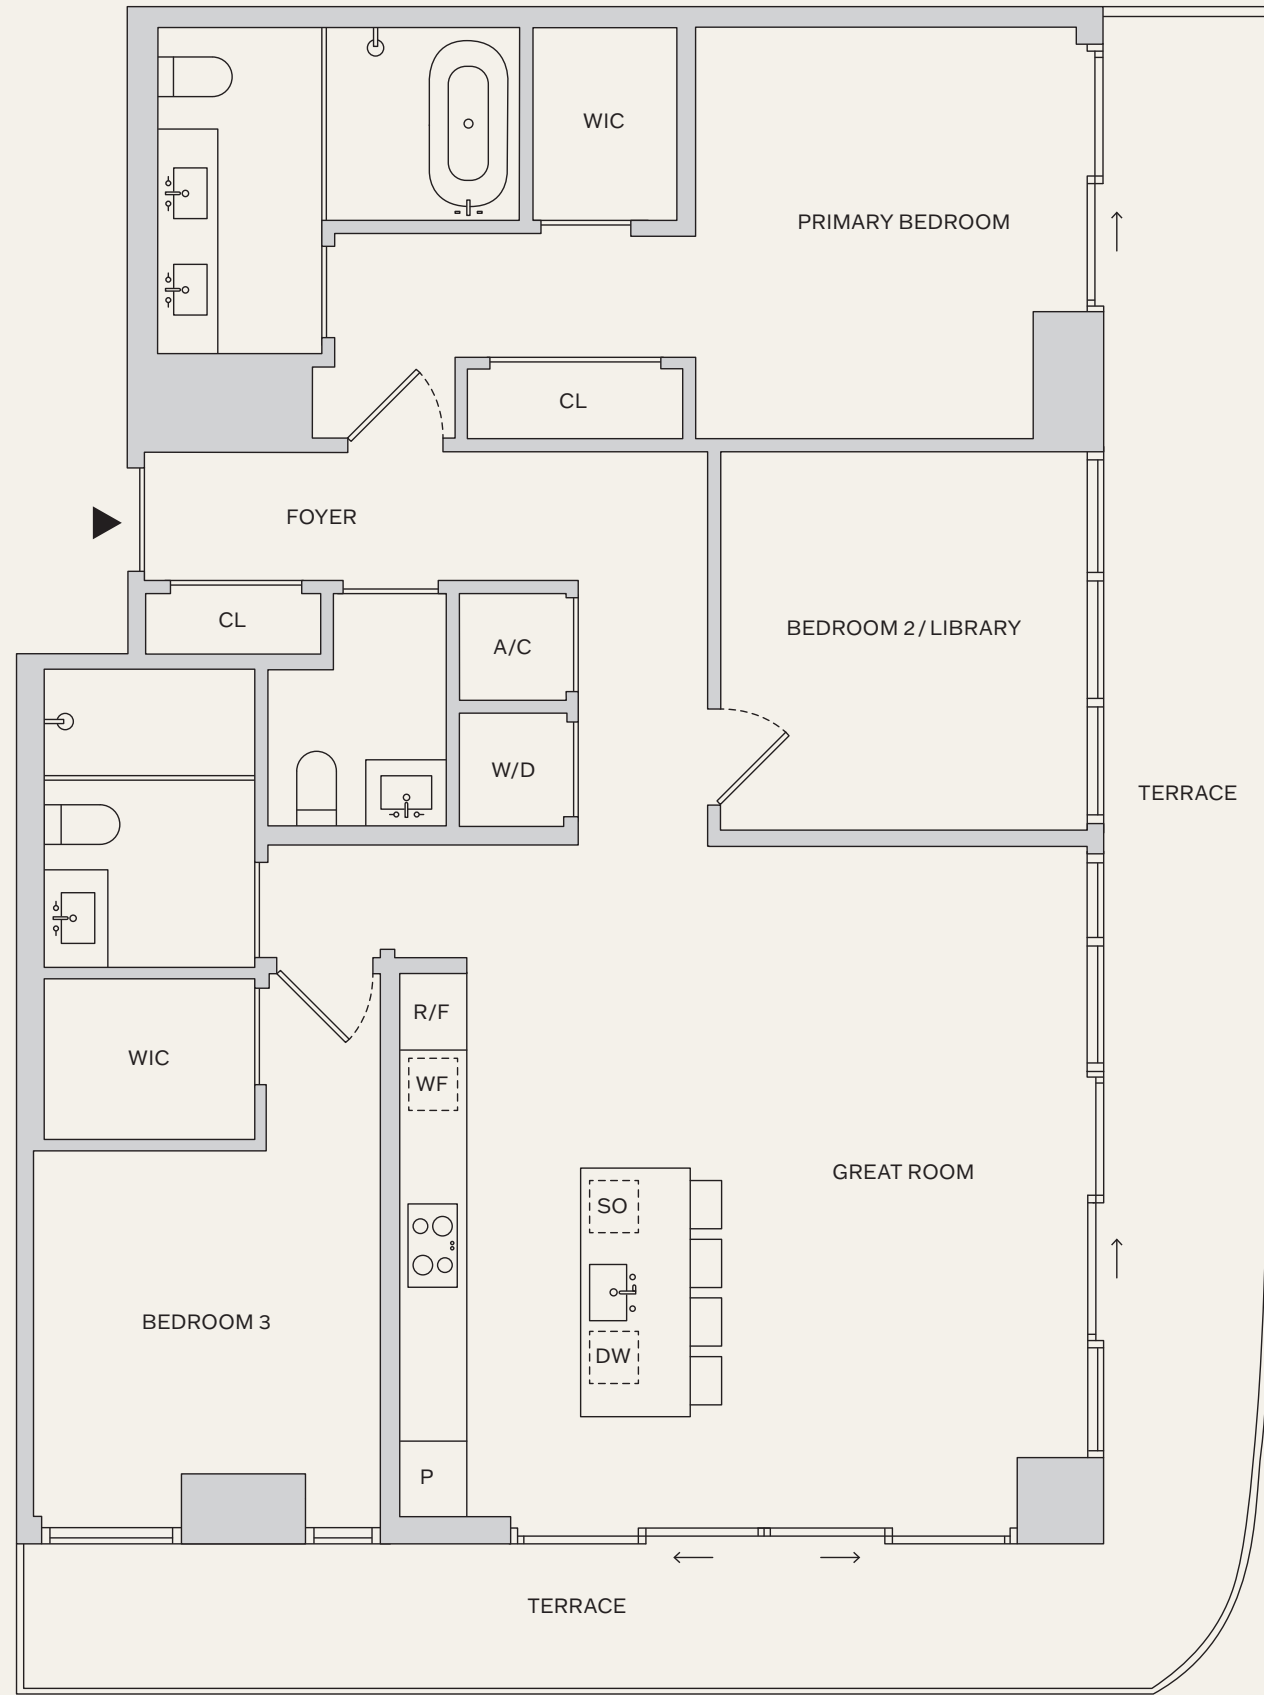 WIC
PRIMARY BEDROOM
CL
FOYER
CL
A/C
BEDROOM 2 / LIBRARY
W/D
TERRACE
R/F
WIC
WF
GREAT ROOM
SO
BEDROOM 3
DW
P
TERRACE